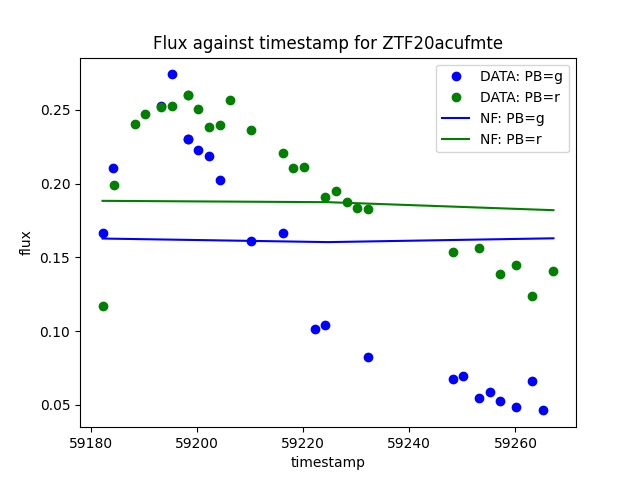 Flux against timestamp for ZTF20acufmte
DATA: PB=g
DATA: PB=r
NF: PB=g
NF: PB=r
0.25
0.20
0.15
0.10
0.05
flux
59180 59200 59220 59240 59260
timestamp